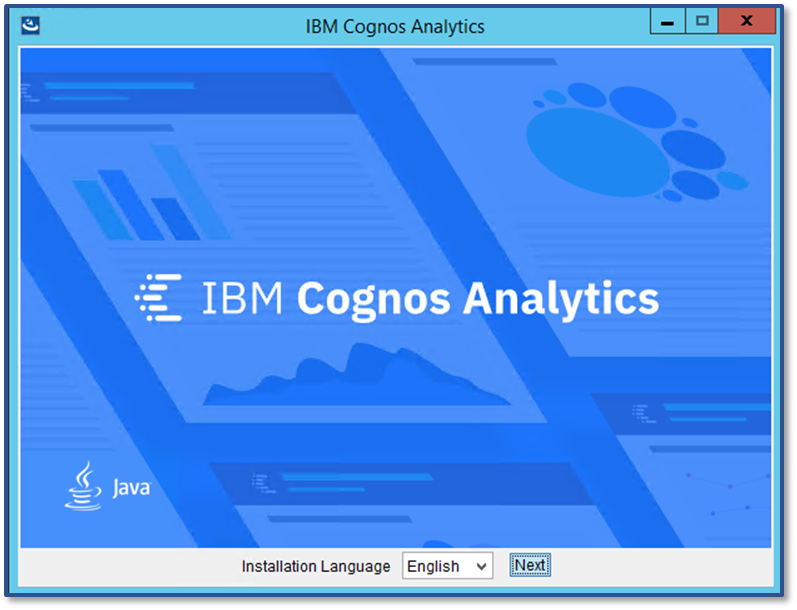 IBM Cognos Analytics
IBM Cognos Analytics
Java
Installation Language English Next